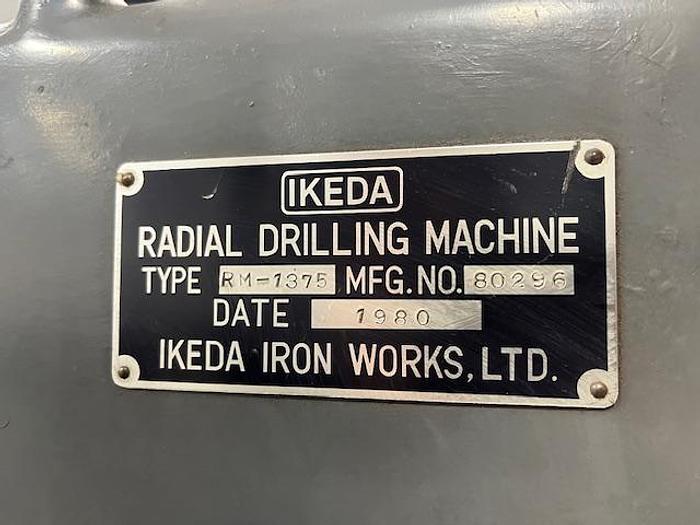 IKEDA
RADIAL DRILLING MACHINE
TYPE RM-1375 MFG.NO. 80296
DATE 1980
IKEDA IRON WORKS, LTD.